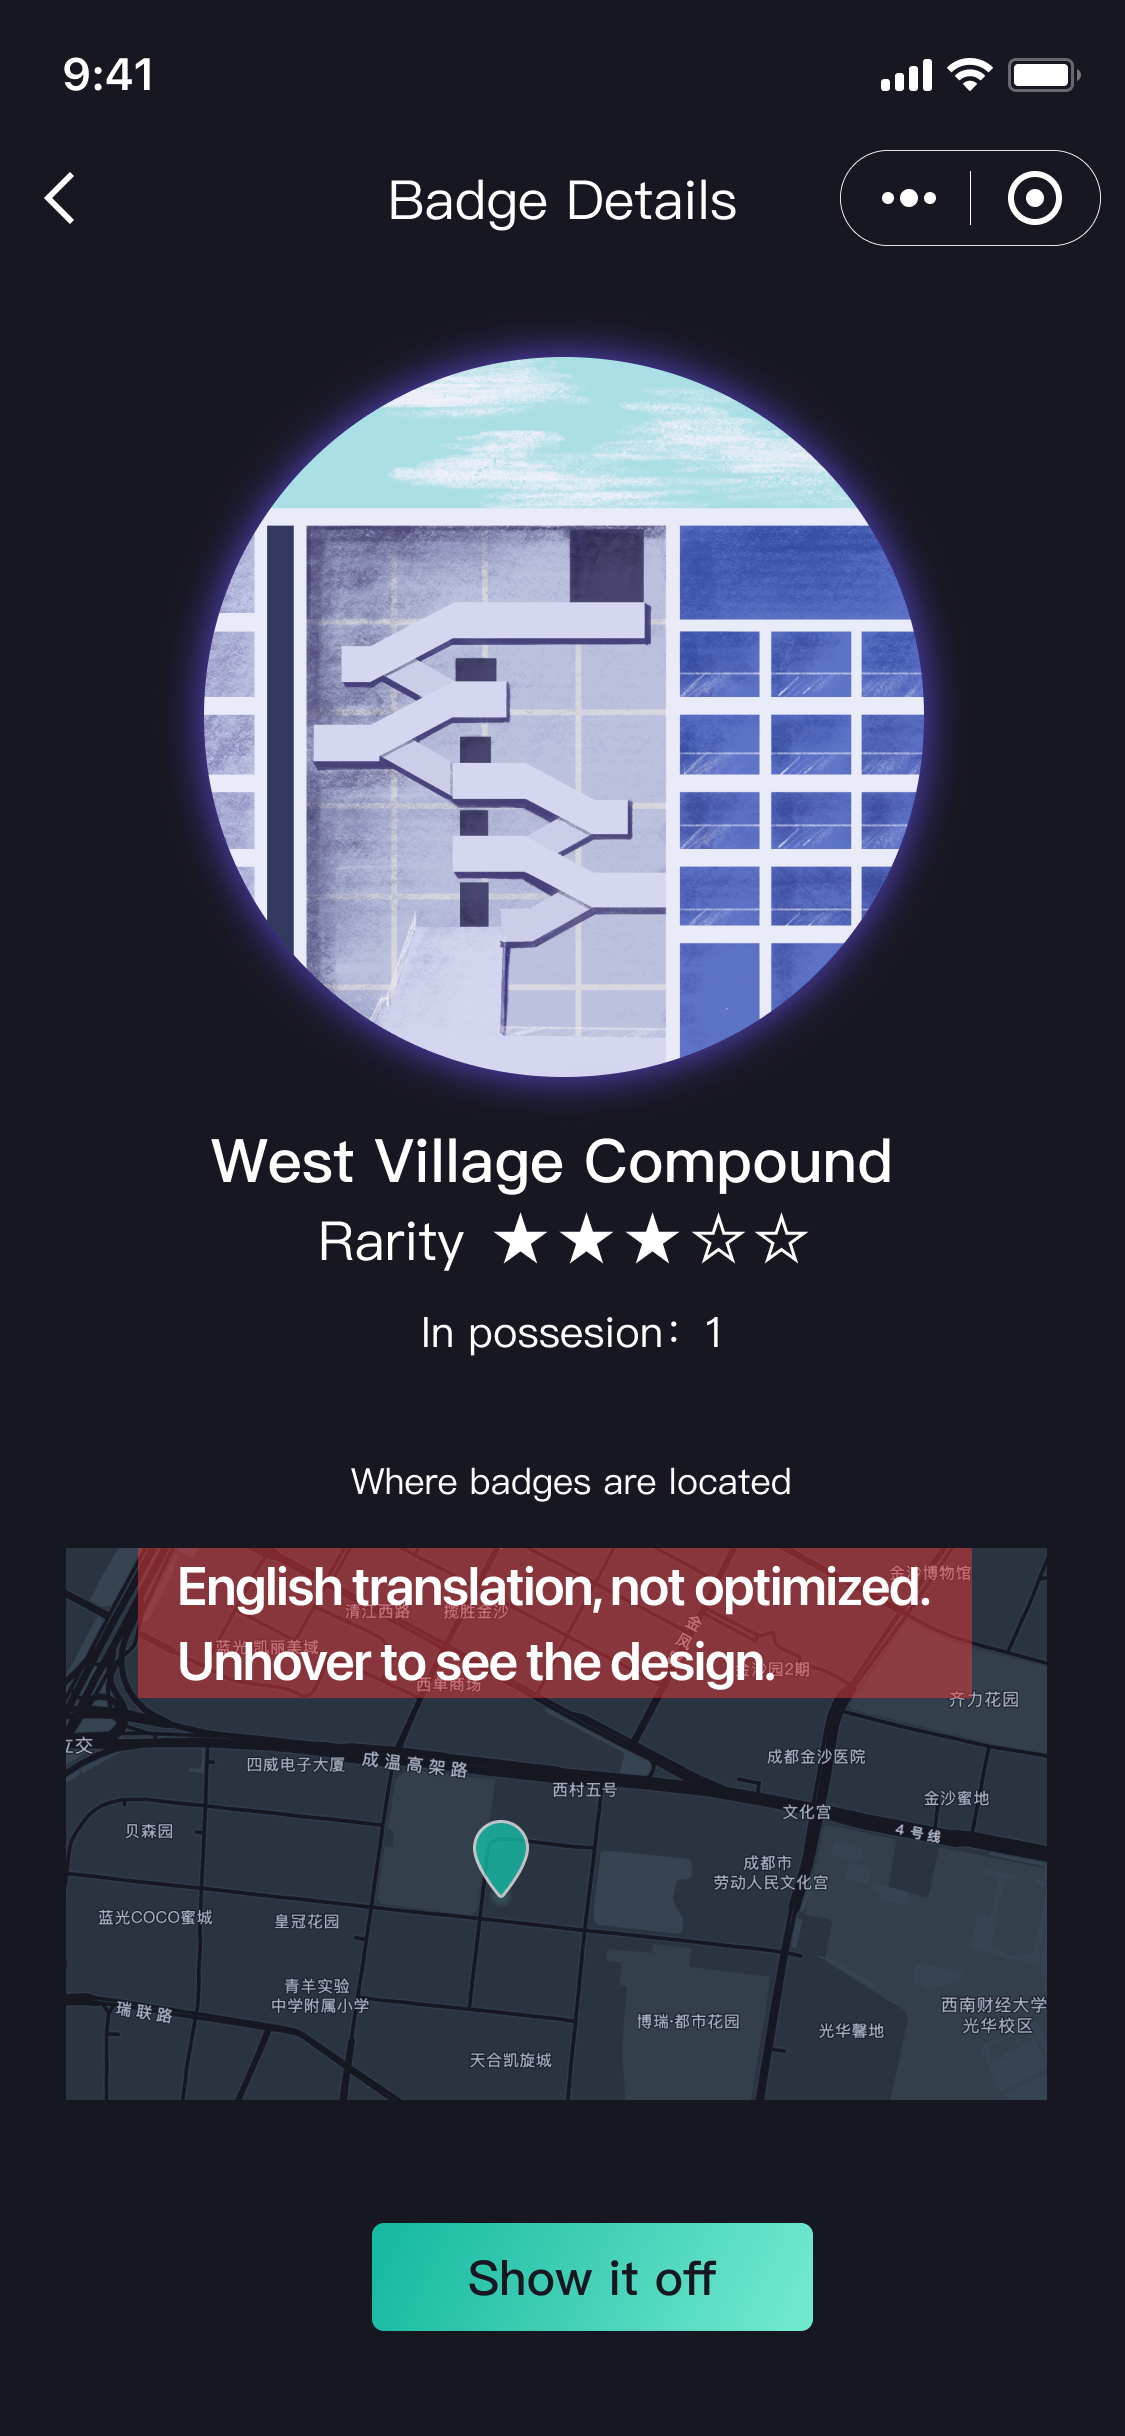 9:41
Badge Details
West Village Compound
Rarity ★★★☆☆
In possesion：1
Where badges are located
English translation, not optimized.
Unhover to see the design.
金沙博物馆
清江西路
揽胜金沙
蓝光凯丽美域
西单商场
金沙园2期
齐力花园
立交
四威电子大厦
成温高架路
西村五号
成都金沙医院
金沙蜜地
文化宫
4号线
贝森园
成都市
劳动人民文化宫
蓝光COCO蜜城
皇冠花园
青羊实验
中学附属小学
瑞联路
博瑞·都市花园
光华馨地
西南财经大学
光华校区
天合凯旋城
Show it off